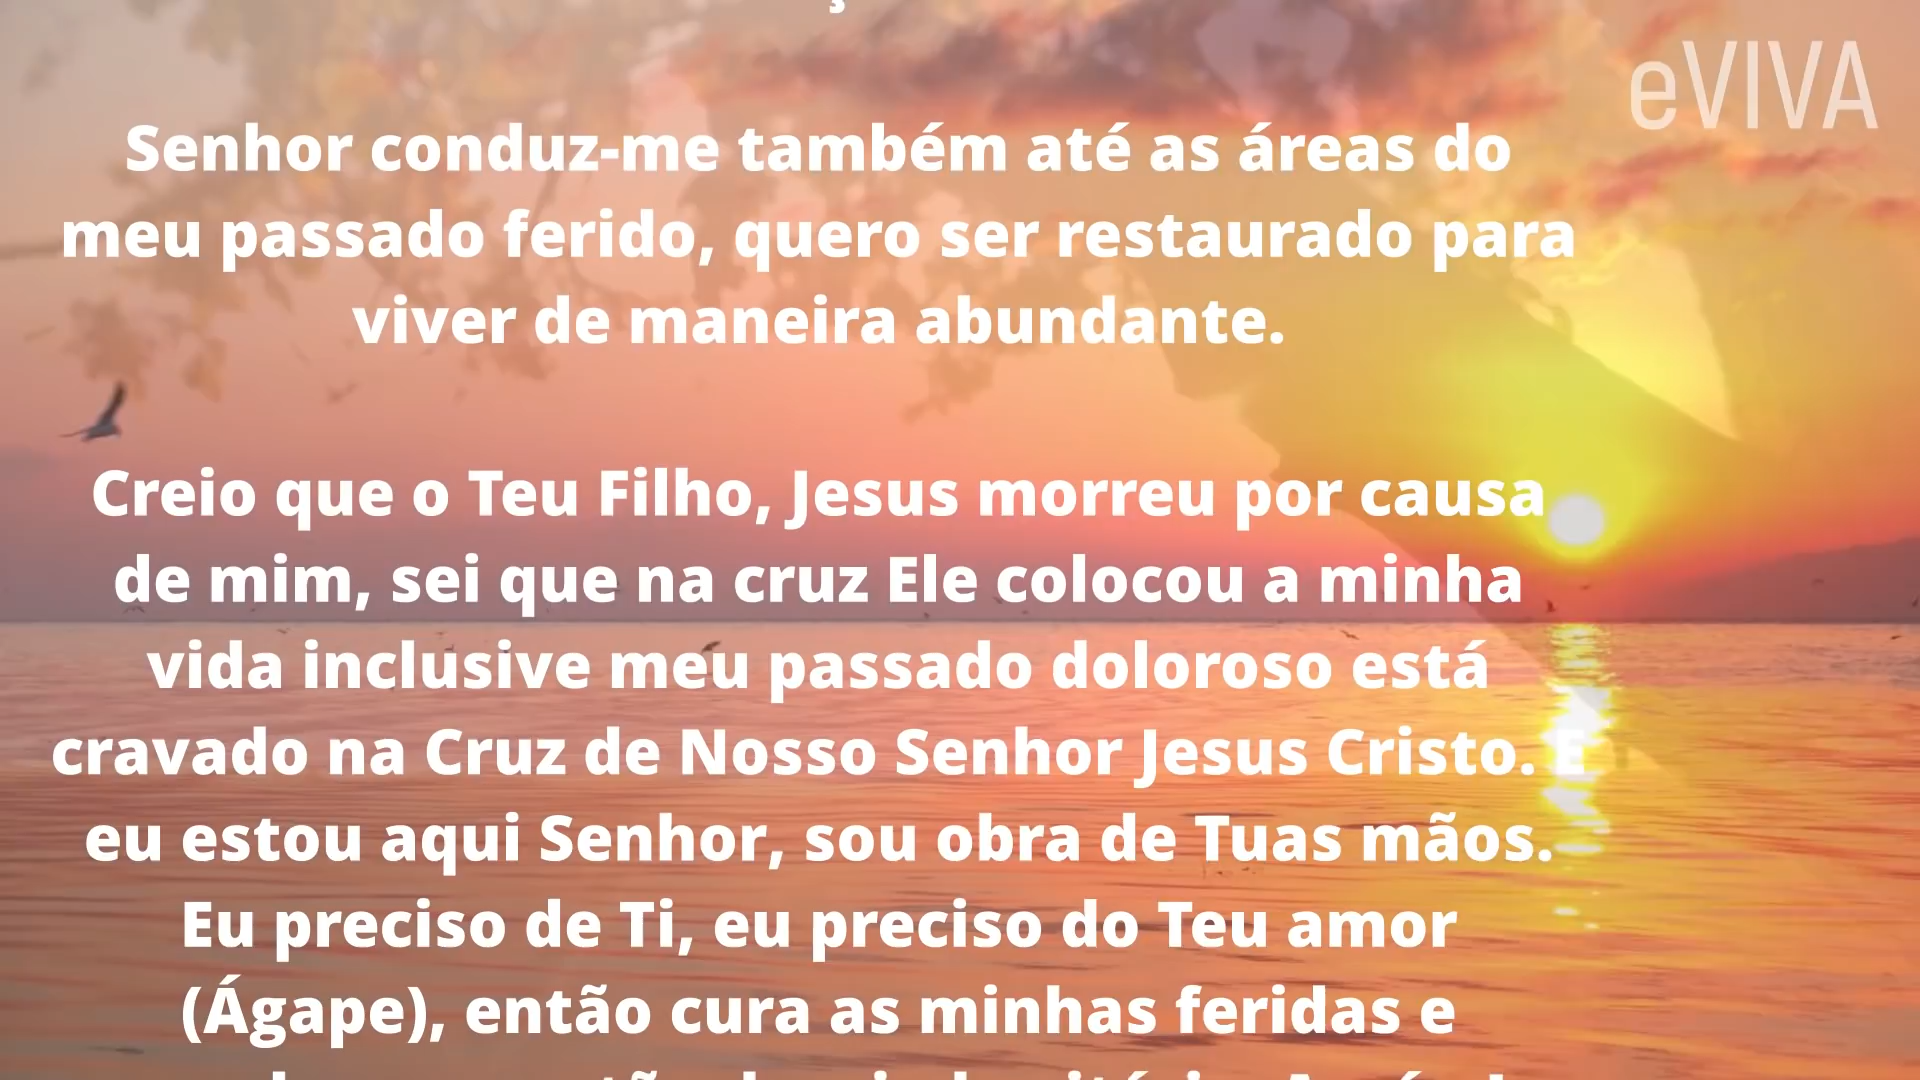 eVIVA
Senhor conduz-me também até as áreas do
meu passado ferido, quero ser restaurado para
viver de maneira abundante.
Creio que o Teu Filho, Jesus morreu por causa
de mim, sei que na cruz Ele colocou a minha
vida inclusive meu passado doloroso está
cravado na Cruz de Nosso Senhor Jesus Cristo. E
eu estou aqui Senhor, sou obra de Tuas mãos.
Eu preciso de Ti, eu preciso do Teu amor
(Ágape), então cura as minhas feridas e